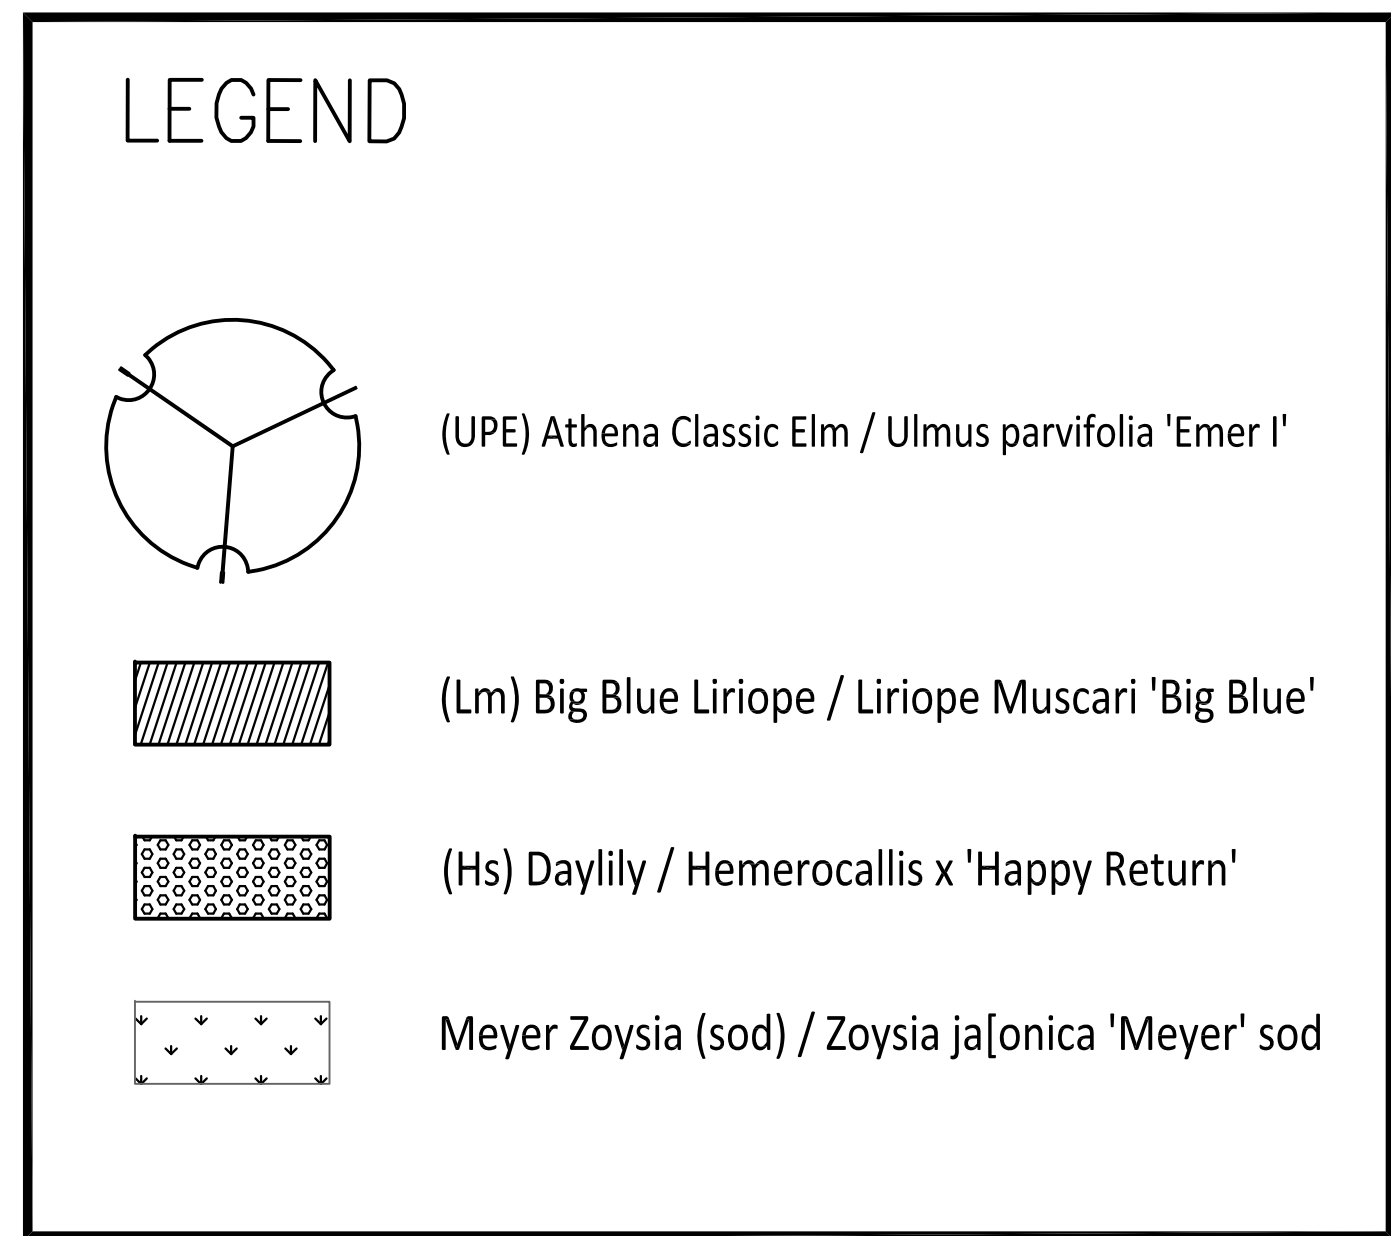 LEGEND
(UPE) Athena Classic Elm / Ulmus parvifolia 'Emer I'
(Lm) Big Blue Liriope / Liriope Muscari 'Big Blue'
(Hs) Daylily / Hemerocallis x 'Happy Return'
Meyer Zoysia (sod) / Zoysia ja[onica 'Meyer' sod